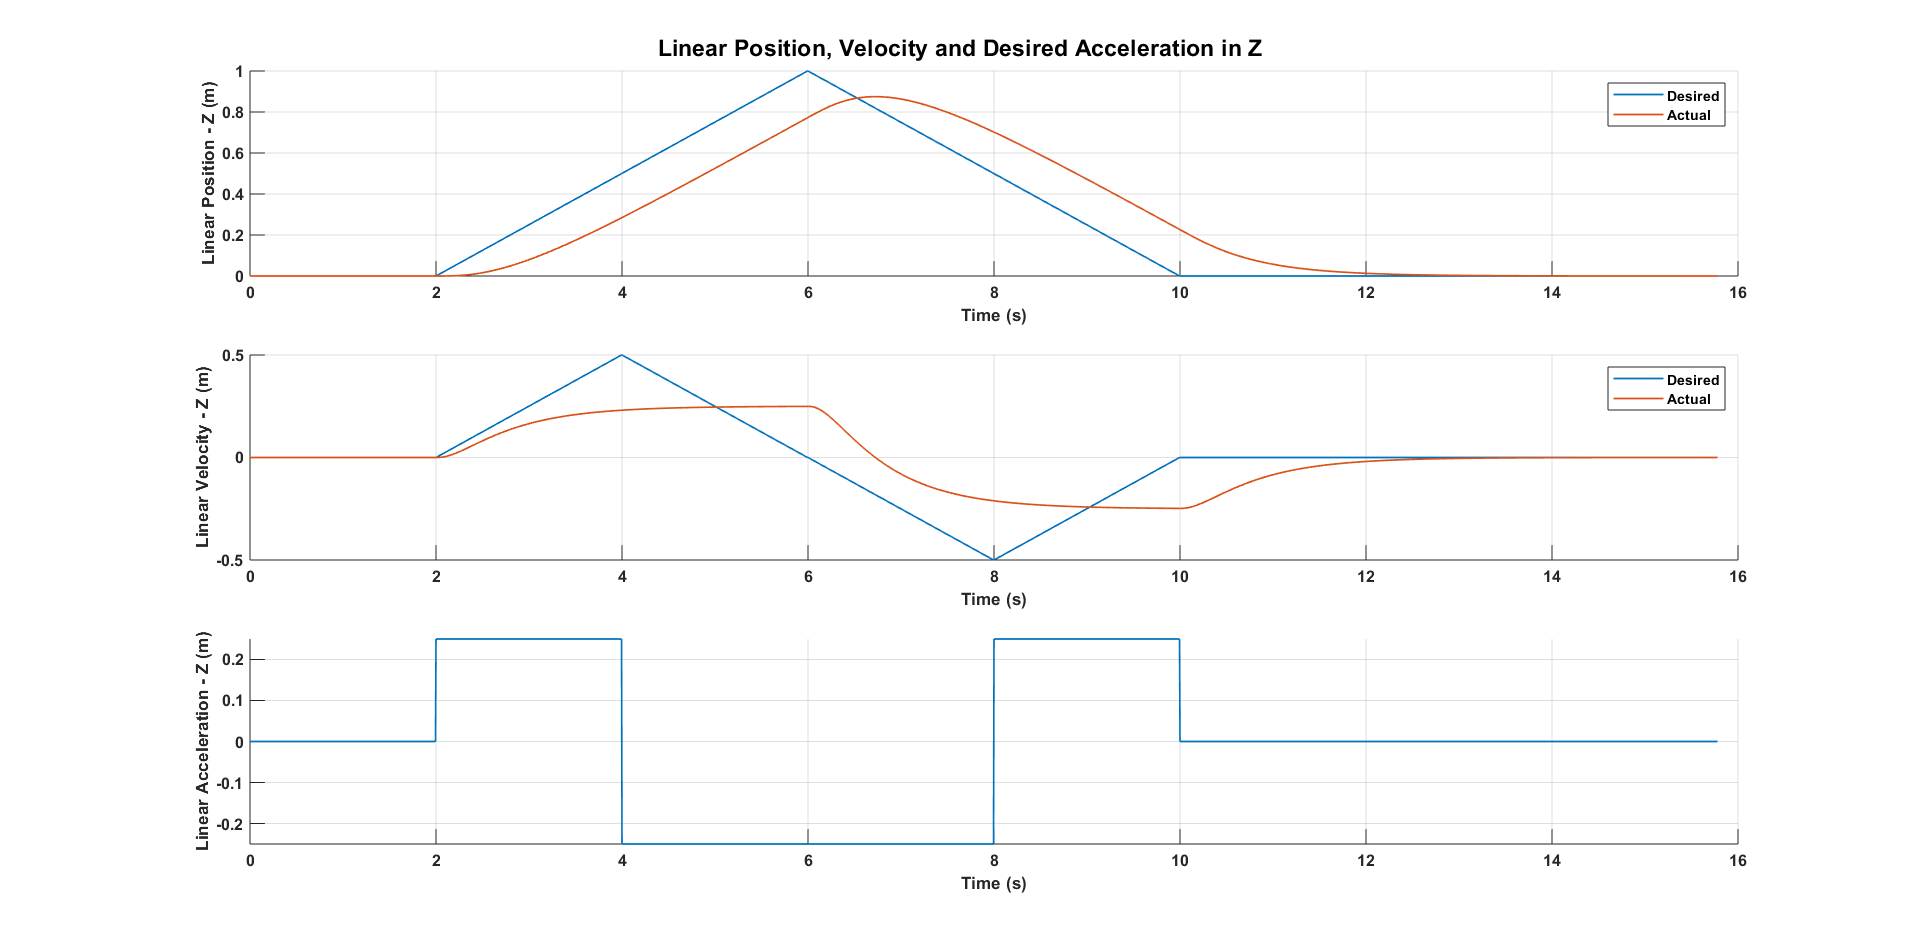 Linear Position, Velocity and Desired Acceleration in Z
Linear Position - Z (m)
1
0.8
0.6
0.4
0.2
0
Desired
Actual
0 2 4 6 8 10 12 14 16
Time (s)
Linear Velocity - Z (m)
0.5
0
-0.5
Desired
Actual
0 2 4 6 8 10 12 14 16
Time (s)
Linear Acceleration - Z (m)
0.2
0.1
0
-0.1
-0.2
0 2 4 6 8 10 12 14 16
Time (s)